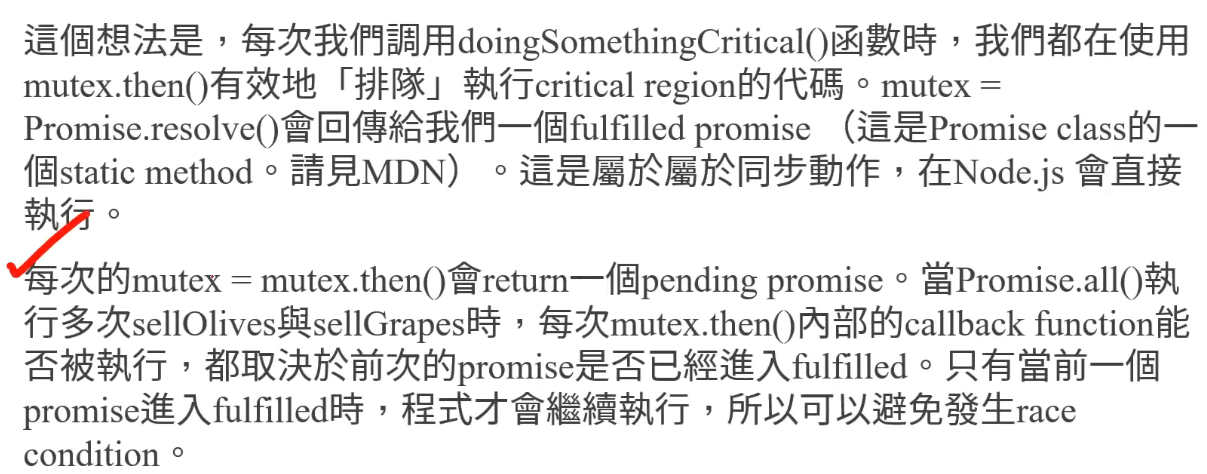 這個想法是，每次我們調用doingSomethingCritical()函數時，我們都在使用
mutex.then()有效地「排隊」執行critical region的代碼。mutex =
Promise.resolve()會回傳給我們一個fulfilled promise （這是Promise class的一
個static method。請見MDN）。這是屬於屬於同步動作，在Node.js 會直接
執行。
每次的mutex = mutex.then()會return一個pending promise。當Promise.all()執
行多次sellOlives與sellGrapes時，每次mutex.then()內部的callback function能
否被執行，都取決於前次的promise是否已經進入fulfilled。只有當前一個
promise進入fulfilled時，程式才會繼續執行，所以可以避免發生race
condition。